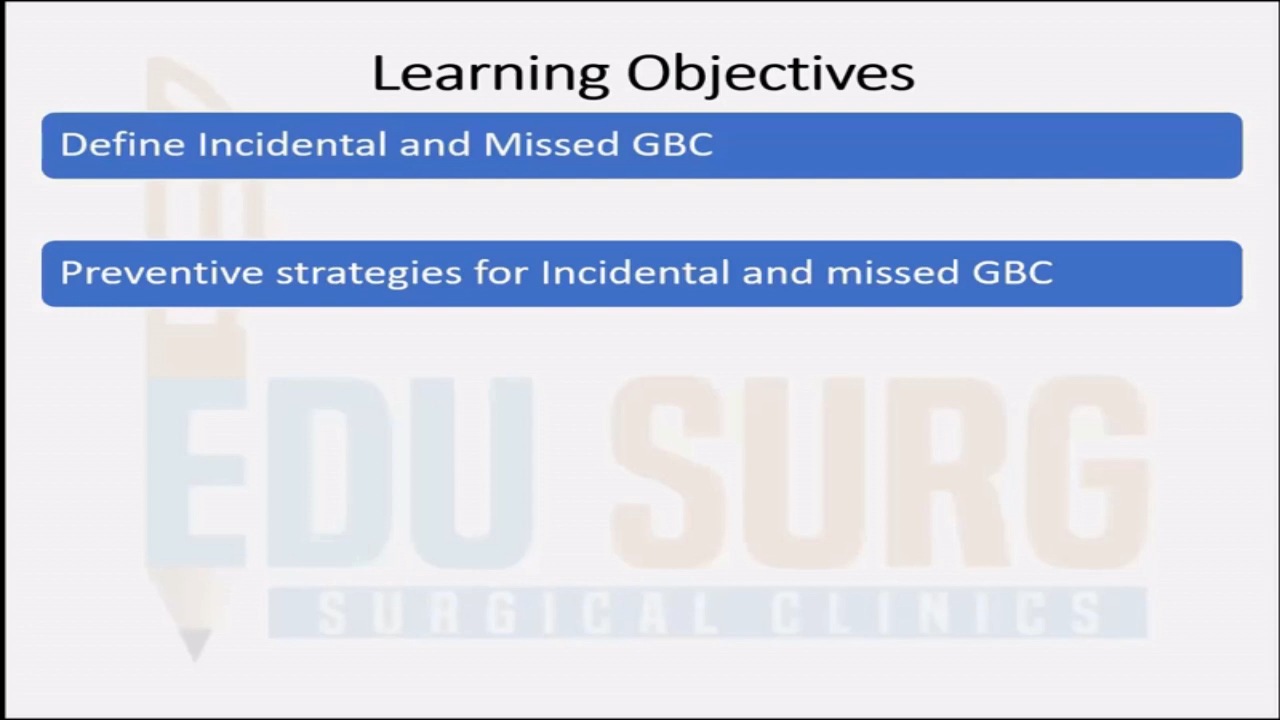 Learning Objectives
Define Incidental and Missed GBC
Preventive strategies for Incidental and missed GBC
EDU SURG
SURGICAL CLINICS